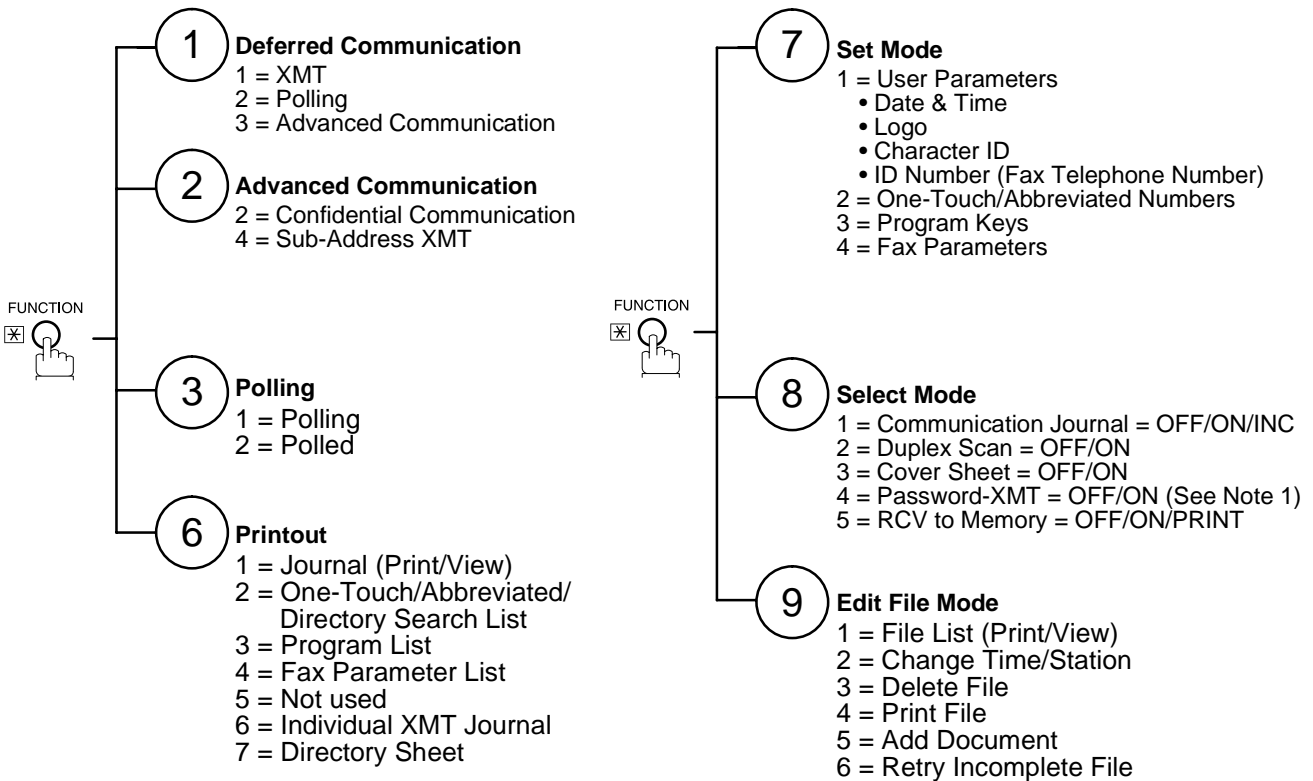 1
Deferred Communication
1 = XMT
2 = Polling
3 = Advanced Communication
2
Advanced Communication
2 = Confidential Communication
4 = Sub-Address XMT
FUNCTION
3
Polling
1 = Polling
2 = Polled
6
Printout
1 = Journal (Print/View)
2 = One-Touch/Abbreviated/
Directory Search List
3 = Program List
4 = Fax Parameter List
5 = Not used
6 = Individual XMT Journal
7 = Directory Sheet
7
Set Mode
1 = User Parameters
• Date & Time
• Logo
• Character ID
• ID Number (Fax Telephone Number)
2 = One-Touch/Abbreviated Numbers
3 = Program Keys
4 = Fax Parameters
FUNCTION
8
Select Mode
1 = Communication Journal = OFF/ON/INC
2 = Duplex Scan = OFF/ON
3 = Cover Sheet = OFF/ON
4 = Password-XMT = OFF/ON (See Note 1)
5 = RCV to Memory = OFF/ON/PRINT
9
Edit File Mode
1 = File List (Print/View)
2 = Change Time/Station
3 = Delete File
4 = Print File
5 = Add Document
6 = Retry Incomplete File